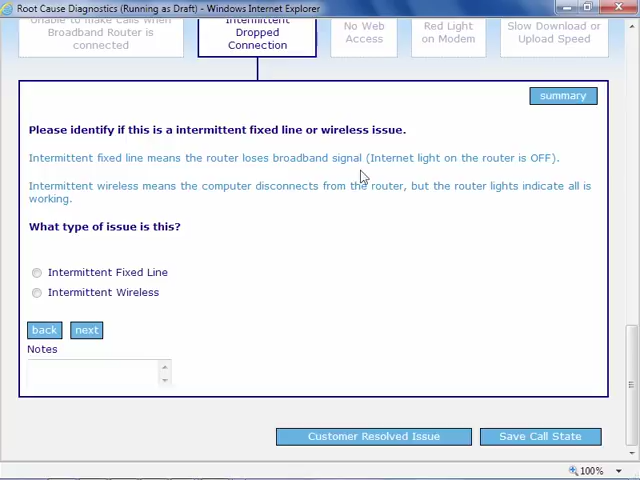 Root Cause Diagnostics (Running as Draft) - Windows Internet Explorer
Unable to make Calls when
Broadband Router is
connected
Intermittent
Dropped
Connection
No Web
Access
Red Light
on Modem
Slow Download or
Upload Speed
summary
Please identify if this is a intermittent fixed line or wireless issue.
Intermittent fixed line means the router loses broadband signal (Internet light on the router is OFF).
Intermittent wireless means the computer disconnects from the router, but the router lights indicate all is
working.
What type of issue is this?
Intermittent Fixed Line
Intermittent Wireless
back
next
Notes
Customer Resolved Issue
Save Call State
100%